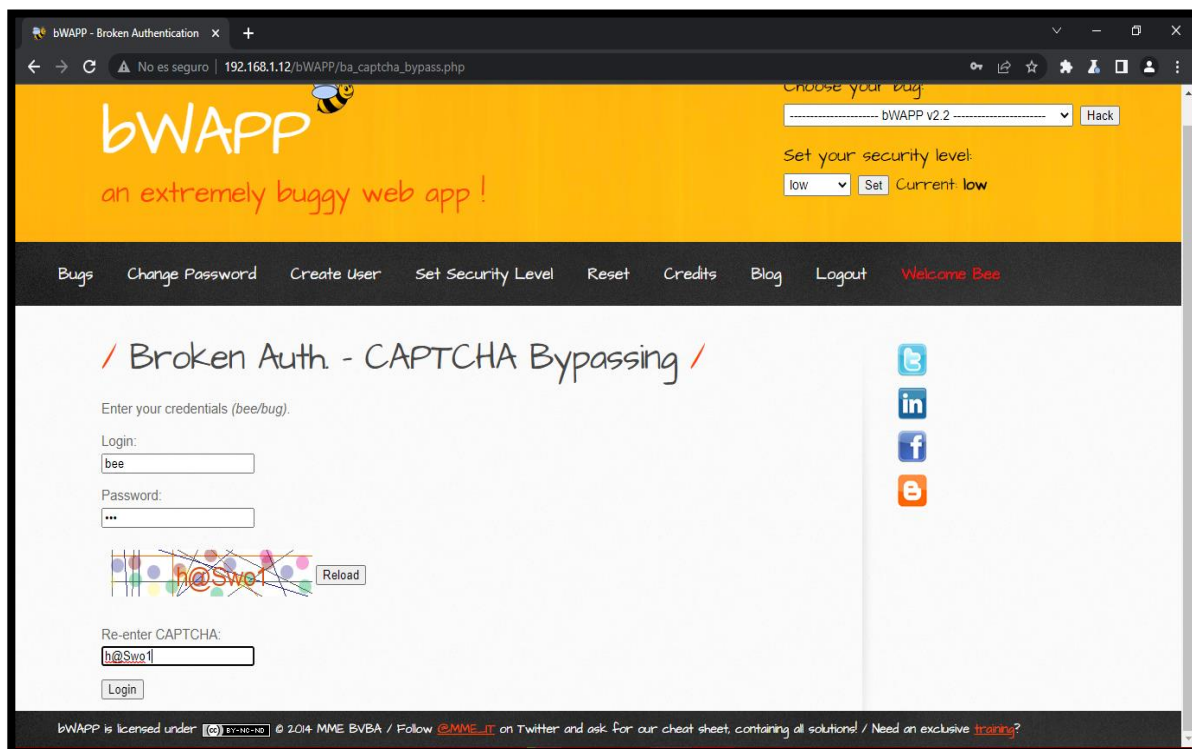 bWAPP - Broken Authentication
No es seguro | 192.168.1.12/bWAPP/ba_captcha_bypass.php
Choose your bug:
bWAPP
---------------------- bWAPP v2.2 ---------------------- Hack
Set your security level:
an extremely buggy web app !
low Set Current: low
Bugs Change Password Create User Set Security Level Reset Credits Blog Logout Welcome Bee
/ Broken Auth. - CAPTCHA Bypassing /
Enter your credentials (bee/bug).
Login:
bee
Password:
•••
h@Swo1 Reload
Re-enter CAPTCHA:
h@Swo1
Login
bWAPP is licensed under (cc) BY-NC-ND © 2014 MME BVBA / Follow @MME_IT on Twitter and ask for our cheat sheet, containing all solutions! / Need an exclusive training?